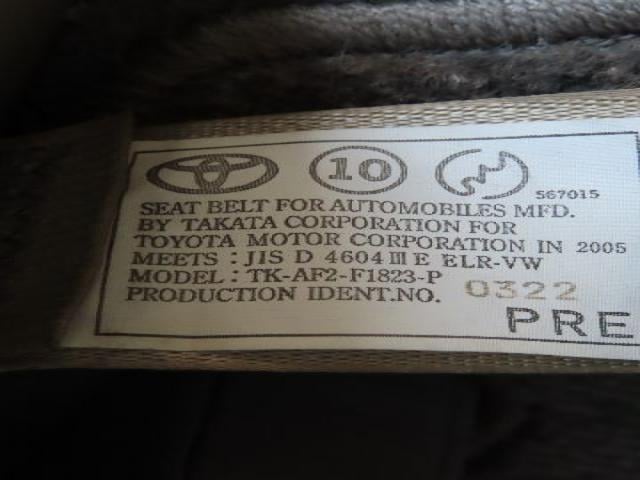 10
567015
SEAT BELT FOR AUTOMOBILES MFD.
BY TAKATA CORPORATION FOR
TOYOTA MOTOR CORPORATION IN 2005
MEETS : JIS D 4604 III E ELR-VW
MODEL : TK-AF2-F1823-P
PRODUCTION IDENT.NO. 0322
PRE